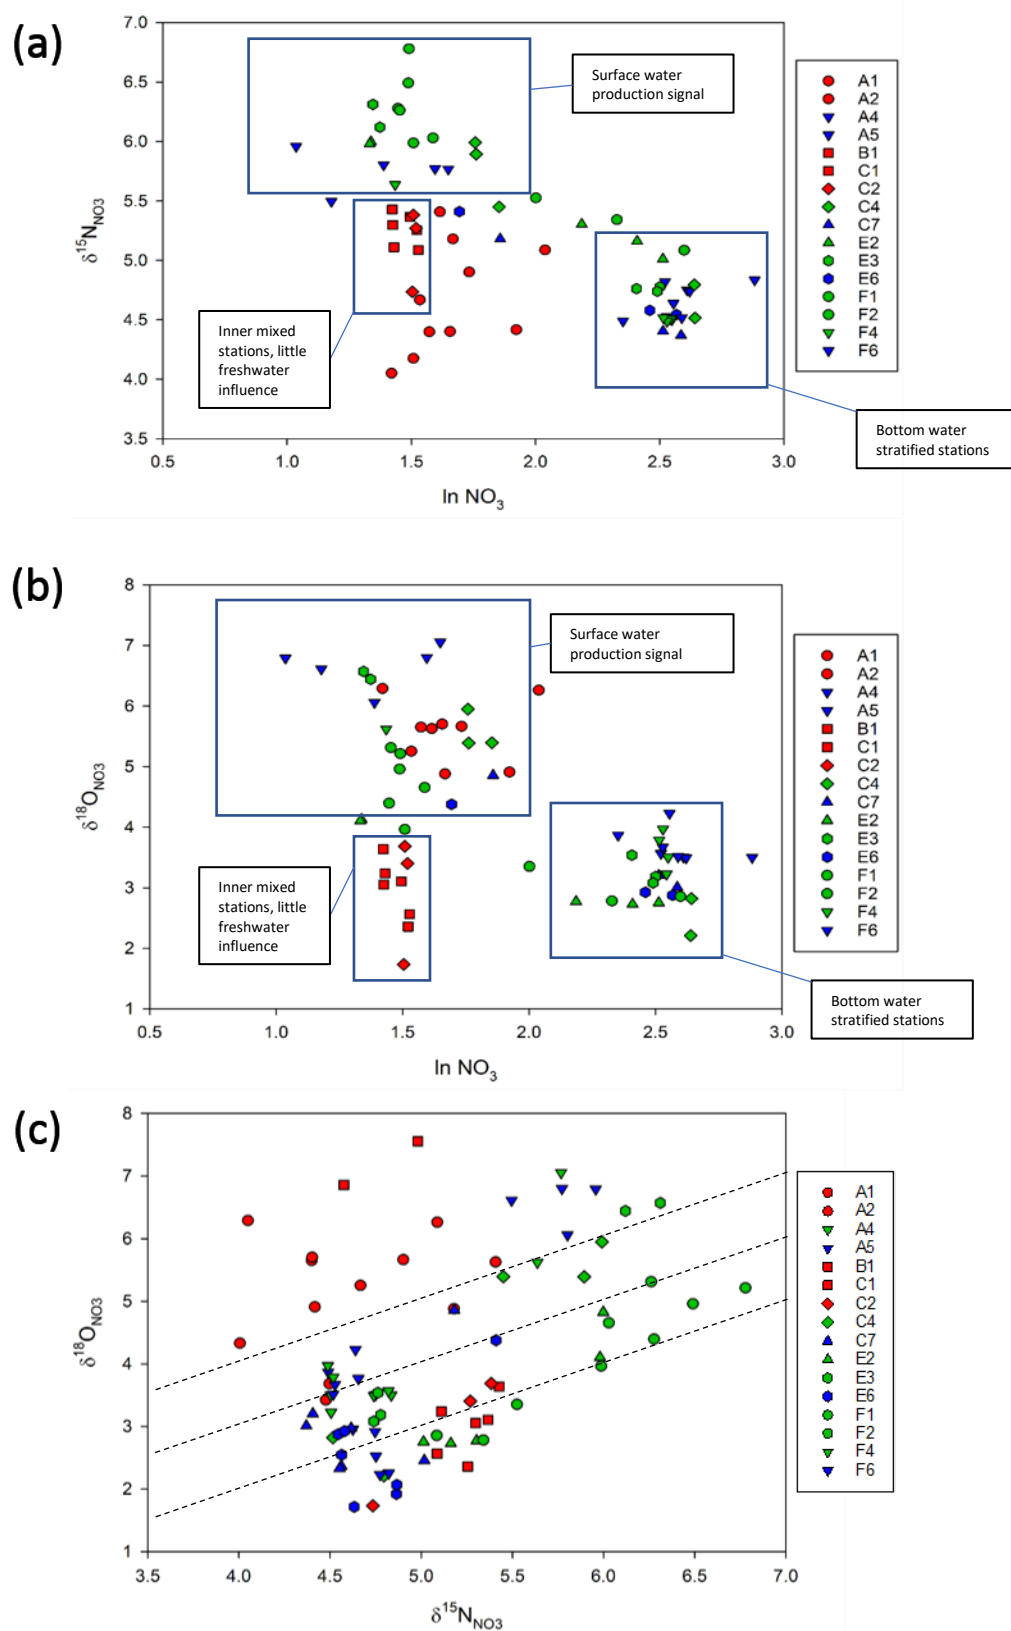 (a)
7.0
6.5
6.0
5.5
5.0
4.5
4.0
3.5
δ15NNO3
0.5 1.0 1.5 2.0 2.5 3.0
ln NO3
Surface water
production signal
Inner mixed
stations, little
freshwater
influence
Bottom water
stratified stations
A1
A2
A4
A5
B1
C1
C2
C4
C7
E2
E3
E6
F1
F2
F4
F6
(b)
8
7
6
5
4
3
2
1
δ18ONO3
0.5 1.0 1.5 2.0 2.5 3.0
ln NO3
Surface water
production signal
Inner mixed
stations, little
freshwater
influence
Bottom water
stratified stations
A1
A2
A4
A5
B1
C1
C2
C4
C7
E2
E3
E6
F1
F2
F4
F6
(c)
8
7
6
5
4
3
2
1
δ18ONO3
3.5 4.0 4.5 5.0 5.5 6.0 6.5 7.0
δ15NNO3
A1
A2
A4
A5
B1
C1
C2
C4
C7
E2
E3
E6
F1
F2
F4
F6